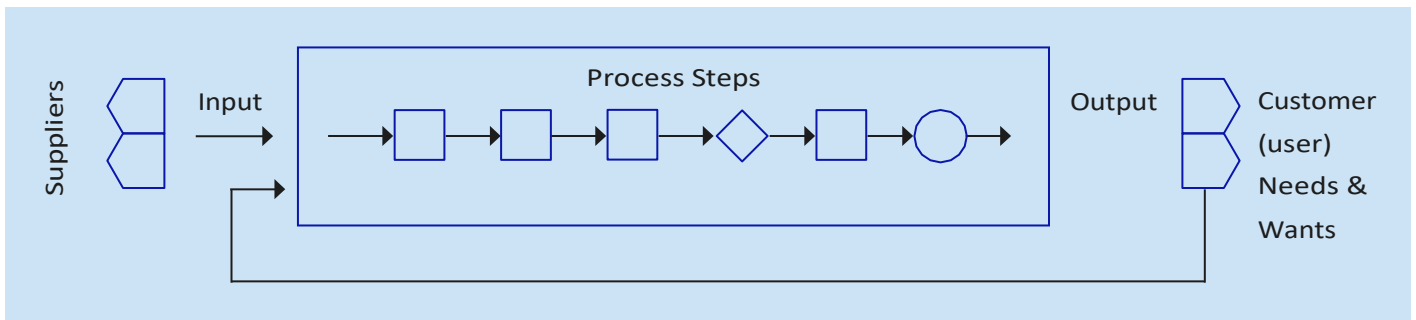 Suppliers
Input
Process Steps
Output
Customer
(user)
Needs &
Wants